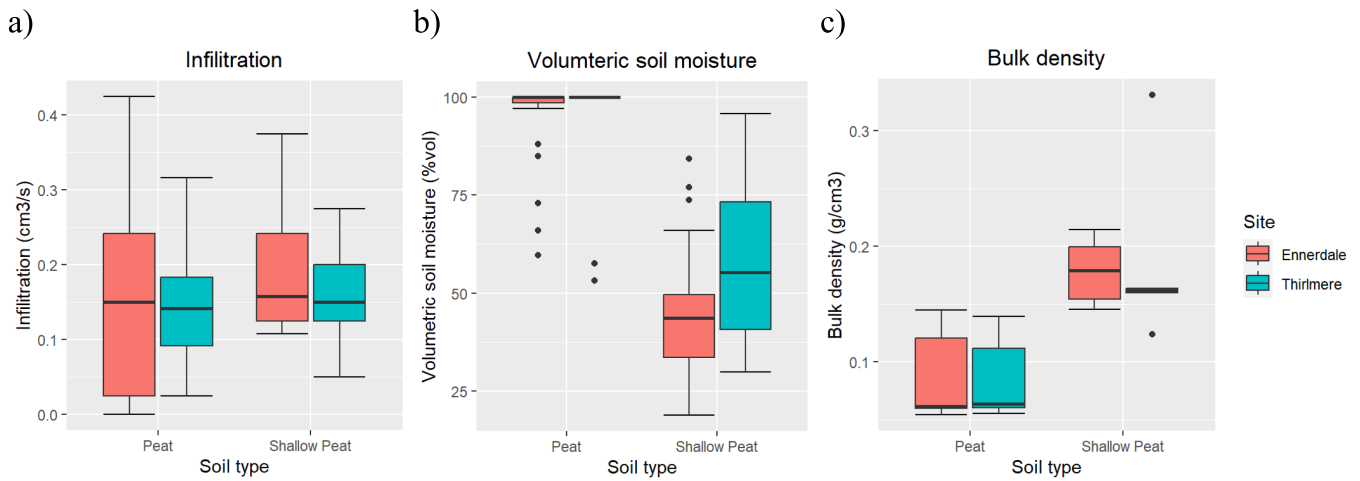 a)
Infilitration
Infilitration (cm3/s)
0.4
0.3
0.2
0.1
0.0
Peat
Shallow Peat
Soil type
b)
Volumteric soil moisture
Volumetric soil moisture (%vol)
100
75
50
25
Peat
Shallow Peat
Soil type
c)
Bulk density
Bulk density (g/cm3)
0.3
0.2
0.1
Peat
Shallow Peat
Soil type
Site
Ennerdale
Thirlmere